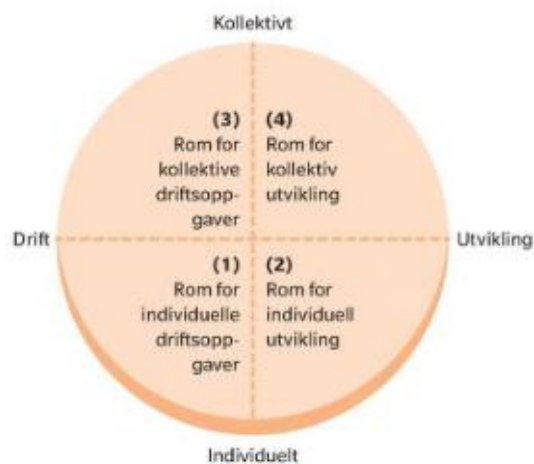 Kollektivt
(3)
Rom for
kollektive
driftsopp-
gaver
(4)
Rom for
kollektiv
utvikling
Drift
Utvikling
(1)
Rom for
individuelle
driftsopp-
gaver
(2)
Rom for
individuell
utvikling
Individuelt